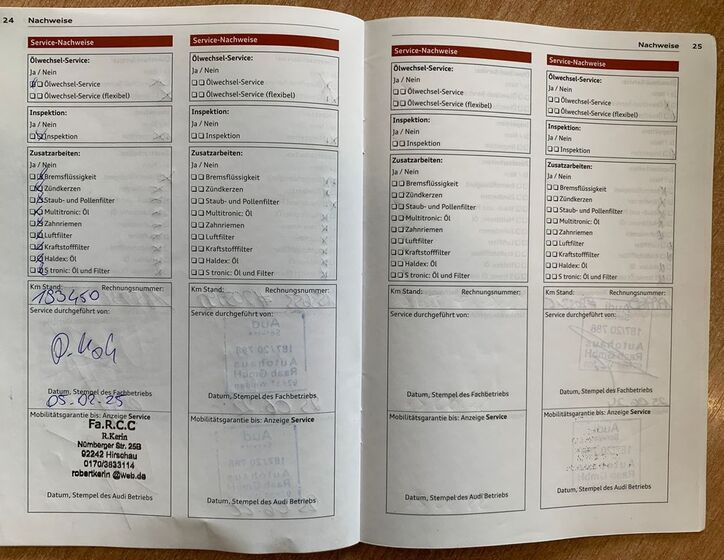 24 Nachweise
Service-Nachweise
Ölwechsel-Service:
Ja / Nein
Ölwechsel-Service
Ölwechsel-Service (flexibel)
Inspektion:
Ja / Nein
Inspektion
Zusatzarbeiten:
Ja / Nein
Bremsflüssigkeit
Zündkerzen
Staub- und Pollenfilter
Multitronic: Öl
Zahnriemen
Luftfilter
Kraftstofffilter
Haldex: Öl
S tronic: Öl und Filter
Km Stand: Rechnungsnummer:
183450
Service durchgeführt von:
Datum, Stempel des Fachbetriebs
05-02-25
Mobilitätsgarantie bis: Anzeige Service
Fa.R.C.C
R.Kerin
Nürnberger Str. 25B
92242 Hirschau
0170/3833114
robertkerin @web.de
Datum, Stempel des Audi Betriebs
Service-Nachweise
Ölwechsel-Service:
Ja / Nein
Ölwechsel-Service
Ölwechsel-Service (flexibel)
Inspektion:
Ja / Nein
Inspektion
Zusatzarbeiten:
Ja / Nein
Bremsflüssigkeit
Zündkerzen
Staub- und Pollenfilter
Multitronic: Öl
Zahnriemen
Luftfilter
Kraftstofffilter
Haldex: Öl
S tronic: Öl und Filter
Km Stand: Rechnungsnummer:
Service durchgeführt von:
Datum, Stempel des Fachbetriebs
Mobilitätsgarantie bis: Anzeige Service
Datum, Stempel des Audi Betriebs
Nachweise 25
Service-Nachweise
Ölwechsel-Service:
Ja / Nein
Ölwechsel-Service
Ölwechsel-Service (flexibel)
Inspektion:
Ja / Nein
Inspektion
Zusatzarbeiten:
Ja / Nein
Bremsflüssigkeit
Zündkerzen
Staub- und Pollenfilter
Multitronic: Öl
Zahnriemen
Luftfilter
Kraftstofffilter
Haldex: Öl
S tronic: Öl und Filter
Km Stand: Rechnungsnummer:
Service durchgeführt von:
Datum, Stempel des Fachbetriebs
Mobilitätsgarantie bis: Anzeige Service
Datum, Stempel des Audi Betriebs
Service-Nachweise
Ölwechsel-Service:
Ja / Nein
Ölwechsel-Service
Ölwechsel-Service (flexibel)
Inspektion:
Ja / Nein
Inspektion
Zusatzarbeiten:
Ja / Nein
Bremsflüssigkeit
Zündkerzen
Staub- und Pollenfilter
Multitronic: Öl
Zahnriemen
Luftfilter
Kraftstofffilter
Haldex: Öl
S tronic: Öl und Filter
Km Stand: Rechnungsnummer:
Service durchgeführt von:
Datum, Stempel des Fachbetriebs
Mobilitätsgarantie bis: Anzeige Service
Datum, Stempel des Audi Betriebs